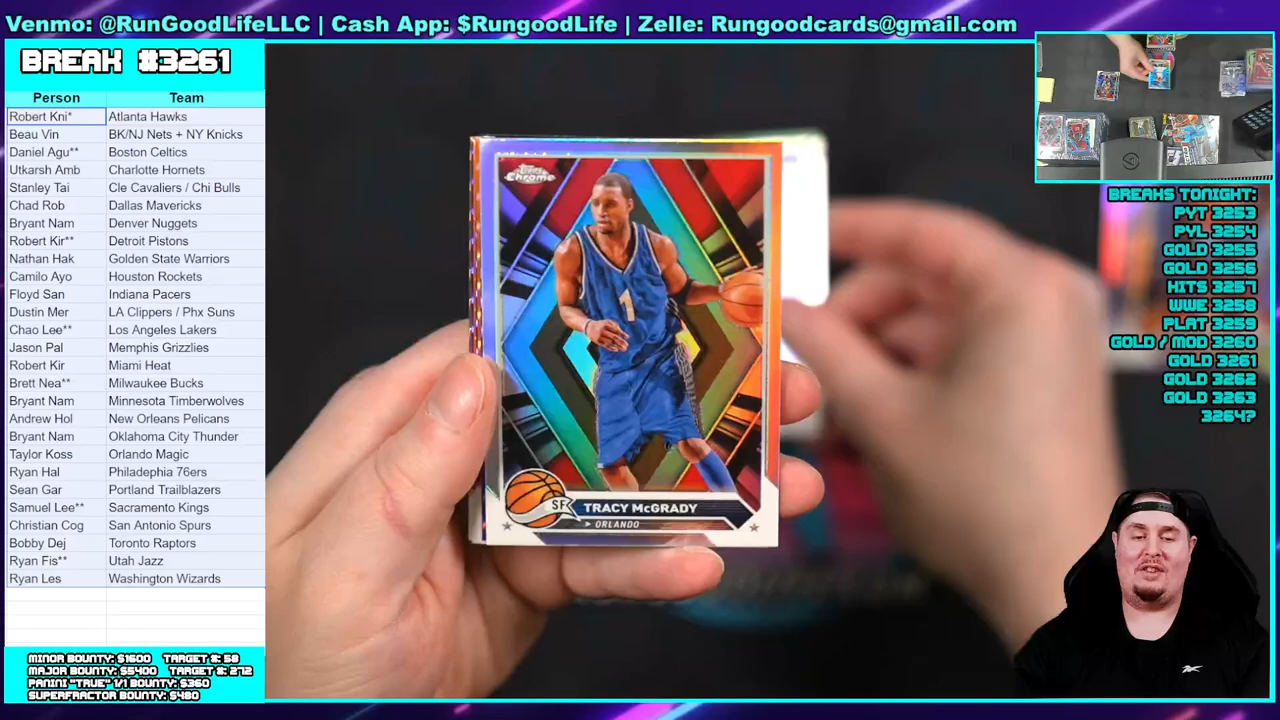 Venmo: @RunGoodLifeLLC | Cash App: $RungoodLife | Zelle: Rungoodcards@gmail.com
BREAK #3261
Person Team
Robert Kni* Atlanta Hawks
Beau Vin BK/NJ Nets + NY Knicks
Daniel Agu** Boston Celtics
Utkarsh Amb Charlotte Hornets
Stanley Tai Cle Cavaliers / Chi Bulls
Chad Rob Dallas Mavericks
Bryant Nam Denver Nuggets
Robert Kir** Detroit Pistons
Nathan Hak Golden State Warriors
Camilo Ayo Houston Rockets
Floyd San Indiana Pacers
Dustin Mer LA Clippers / Phx Suns
Chao Lee** Los Angeles Lakers
Jason Pal Memphis Grizzlies
Robert Kir Miami Heat
Brett Nea** Milwaukee Bucks
Bryant Nam Minnesota Timberwolves
Andrew Hol New Orleans Pelicans
Bryant Nam Oklahoma City Thunder
Taylor Koss Orlando Magic
Ryan Hal Philadephia 76ers
Sean Gar Portland Trailblazers
Samuel Lee** Sacramento Kings
Christian Cog San Antonio Spurs
Bobby Dej Toronto Raptors
Ryan Fis** Utah Jazz
Ryan Les Washington Wizards
MINOR BOUNTY: $1600 TARGET #: 58
MAJOR BOUNTY: $5400 TARGET #: 272
PANINI "TRUE" 1/1 BOUNTY: $360
SUPERFRACTOR BOUNTY: $480
Topps
Chrome
1
SF
TRACY McGRADY
ORLANDO
BREAKS TONIGHT:
PYT 3253
PYL 3254
GOLD 3255
GOLD 3256
HITS 3257
WWE 3258
PLAT 3259
GOLD / MOD 3260
GOLD 3261
GOLD 3262
GOLD 3263
3264?